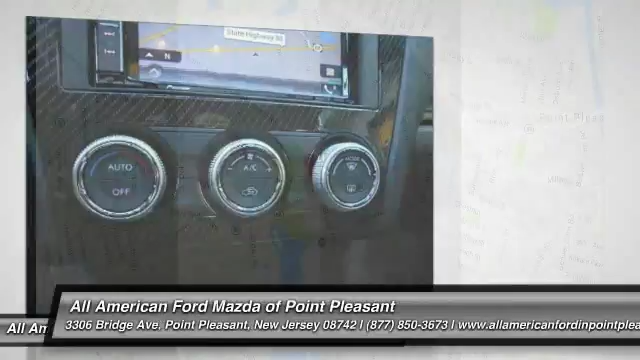 State Highway 88
N
AUTO
OFF
A/C
MODE
All American Ford Mazda of Point Pleasant
3306 Bridge Ave, Point Pleasant, New Jersey 08742 | (877) 850-3673 | www.allamericanfordinpointplea
All Am